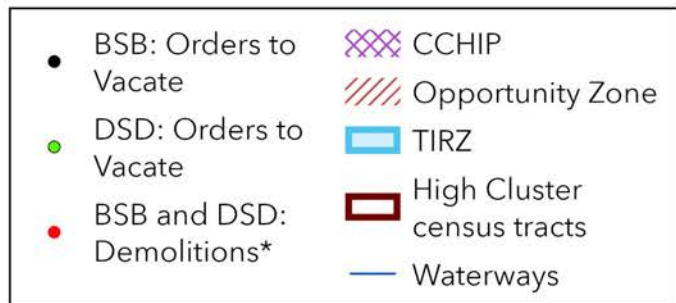 BSB: Orders to
Vacate
DSD: Orders to
Vacate
BSB and DSD:
Demolitions*
CCHIP
Opportunity Zone
TIRZ
High Cluster
census tracts
Waterways